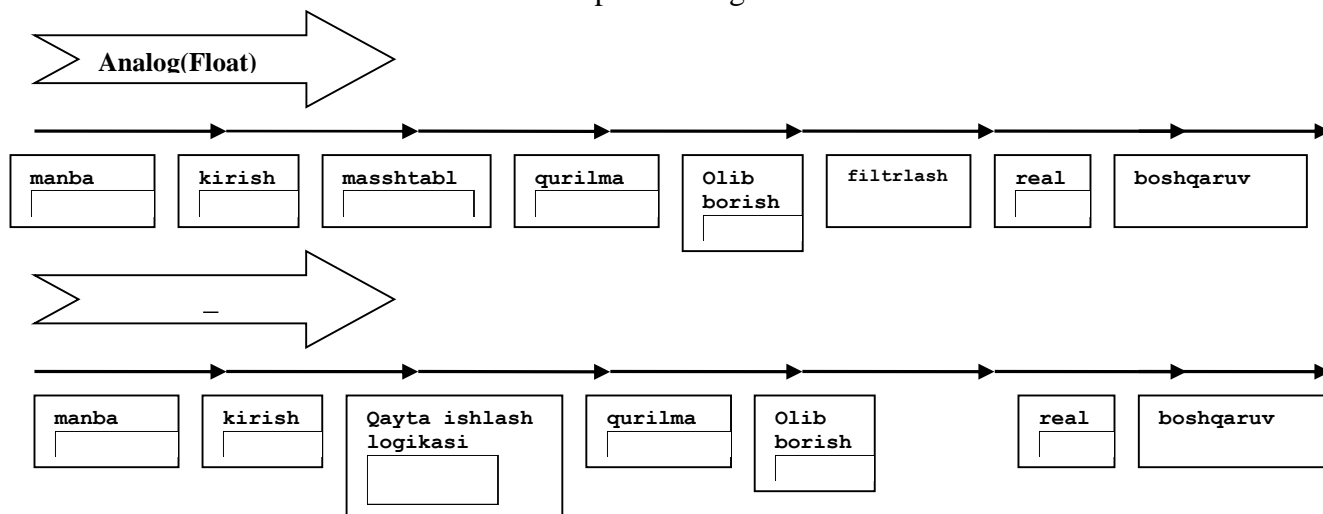 Analog(Float)
manba
kirish
masshtabl
qurilma
Olib
borish
filtrlash
real
boshqaruv
manba
kirish
Qayta ishlash
logikasi
qurilma
Olib
borish
real
boshqaruv